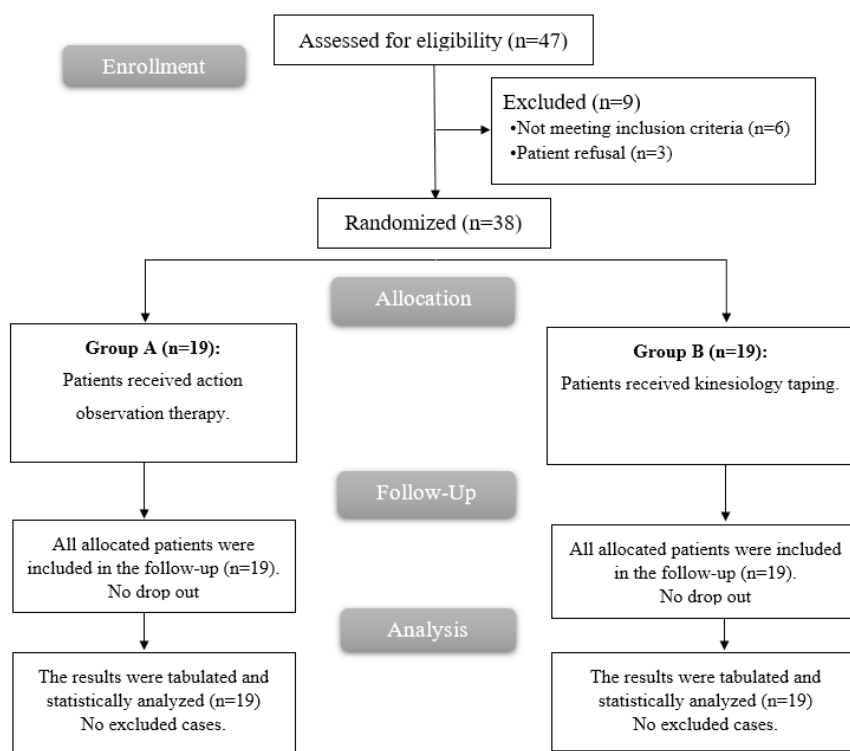 Assessed for eligibility (n=47)
Enrollment
Excluded (n=9)
•Not meeting inclusion criteria (n=6)
•Patient refusal (n=3)
Randomized (n=38)
Allocation
Group A (n=19):
Patients received action
observation therapy.
Group B (n=19):
Patients received kinesiology taping.
Follow-Up
All allocated patients were
included in the follow-up (n=19).
No drop out
All allocated patients were included
in the follow-up (n=19).
No drop out
Analysis
The results were tabulated and
statistically analyzed (n=19)
No excluded cases.
The results were tabulated and
statistically analyzed (n=19)
No excluded cases.